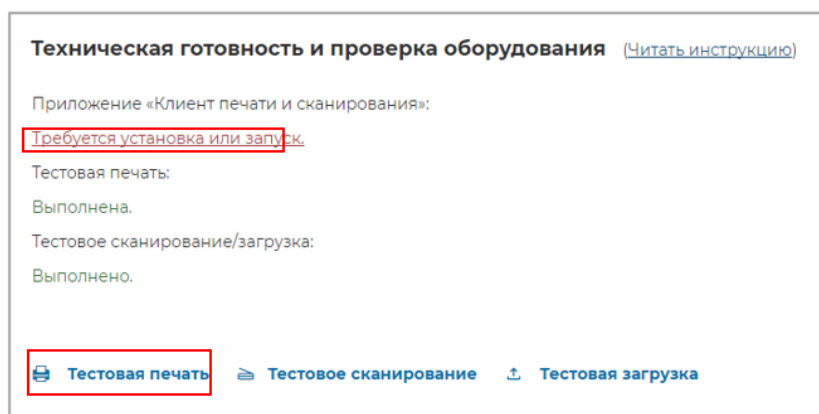 Техническая готовность и проверка оборудования (Читать инструкцию)
Приложение «Клиент печати и сканирования»:
Требуется установка или запуск.
Тестовая печать:
Выполнена.
Тестовое сканирование/загрузка:
Выполнено.
Тестовая печать Тестовое сканирование Тестовая загрузка